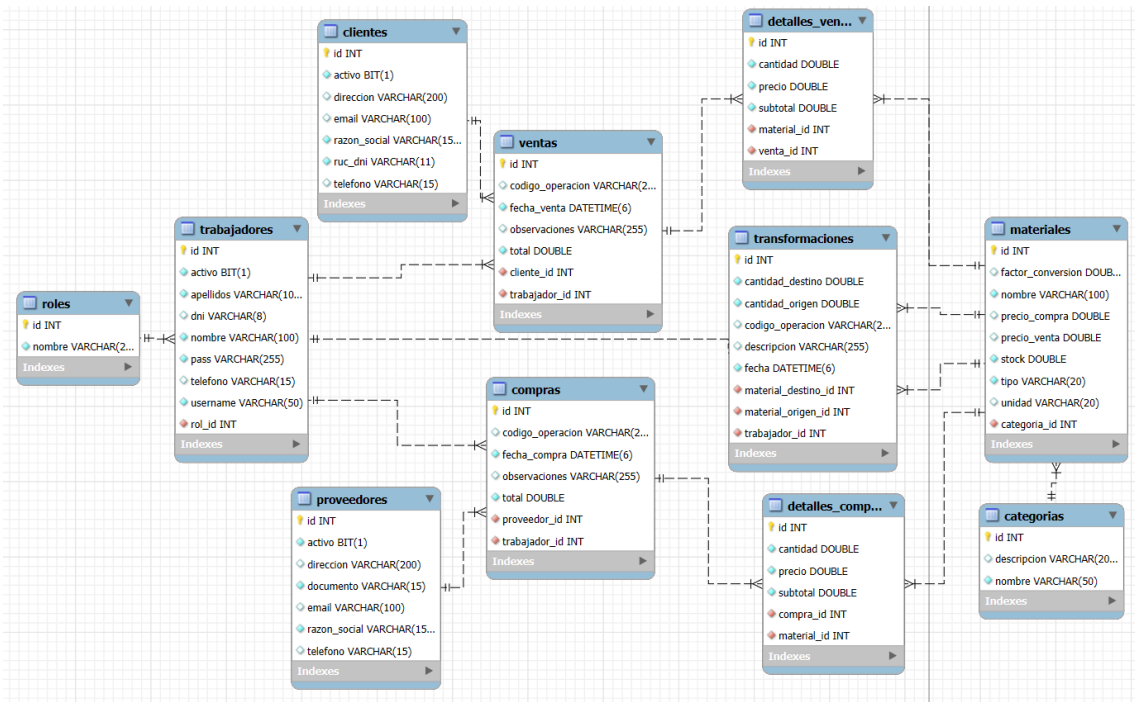 clientes
id INT
activo BIT(1)
direccion VARCHAR(200)
email VARCHAR(100)
razon_social VARCHAR(15...
ruc_dni VARCHAR(11)
telefono VARCHAR(15)
Indexes
detalles_ven...
id INT
cantidad DOUBLE
precio DOUBLE
subtotal DOUBLE
material_id INT
venta_id INT
Indexes
ventas
id INT
codigo_operacion VARCHAR(2...
fecha_venta DATETIME(6)
observaciones VARCHAR(255)
total DOUBLE
cliente_id INT
trabajador_id INT
Indexes
trabajadores
id INT
activo BIT(1)
apellidos VARCHAR(10...
dni VARCHAR(8)
nombre VARCHAR(100)
pass VARCHAR(255)
telefono VARCHAR(15)
username VARCHAR(50)
rol_id INT
Indexes
transformaciones
id INT
cantidad_destino DOUBLE
cantidad_origen DOUBLE
codigo_operacion VARCHAR(2...
descripcion VARCHAR(255)
fecha DATETIME(6)
material_destino_id INT
material_origen_id INT
trabajador_id INT
Indexes
materiales
id INT
factor_conversion DOUB...
nombre VARCHAR(100)
precio_compra DOUBLE
precio_venta DOUBLE
stock DOUBLE
tipo VARCHAR(20)
unidad VARCHAR(20)
categoria_id INT
Indexes
roles
id INT
nombre VARCHAR(2...
Indexes
compras
id INT
codigo_operacion VARCHAR(2...
fecha_compra DATETIME(6)
observaciones VARCHAR(255)
total DOUBLE
proveedor_id INT
trabajador_id INT
Indexes
proveedores
id INT
activo BIT(1)
direccion VARCHAR(200)
documento VARCHAR(15)
email VARCHAR(100)
razon_social VARCHAR(15...
telefono VARCHAR(15)
Indexes
detalles_comp...
id INT
cantidad DOUBLE
precio DOUBLE
subtotal DOUBLE
compra_id INT
material_id INT
Indexes
categorias
id INT
descripcion VARCHAR(20...
nombre VARCHAR(50)
Indexes